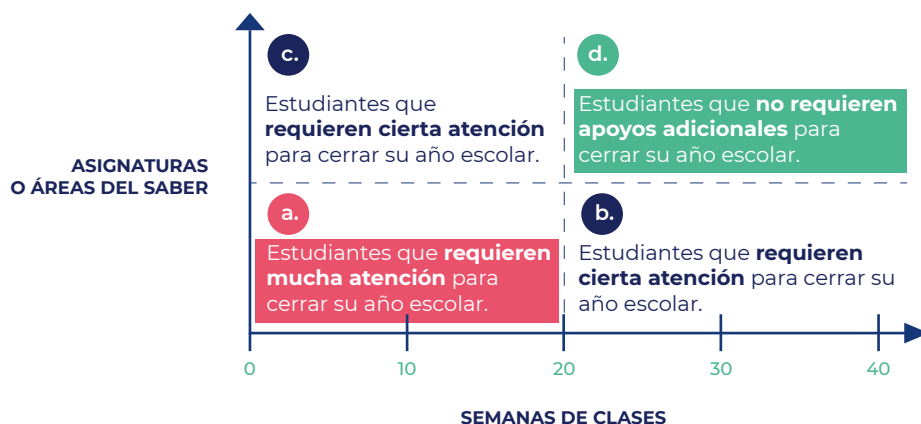 c.
Estudiantes que
requieren cierta atención
para cerrar su año escolar.
d.
Estudiantes que no requieren
apoyos adicionales para
cerrar su año escolar.
ASIGNATURAS
O ÁREAS DEL SABER
a.
Estudiantes que requieren
mucha atención para
cerrar su año escolar.
b.
Estudiantes que requieren
cierta atención para cerrar su
año escolar.
0 10 20 30 40
SEMANAS DE CLASES